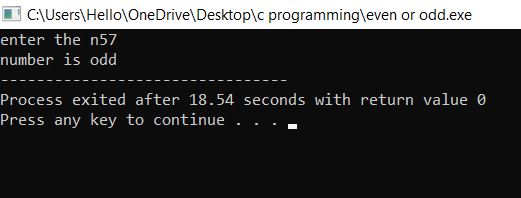 C:\Users\Hello\OneDrive\Desktop\c programming\even or odd.exe
enter the n57
number is odd
--------------------------------
Process exited after 18.54 seconds with return value 0
Press any key to continue . . .